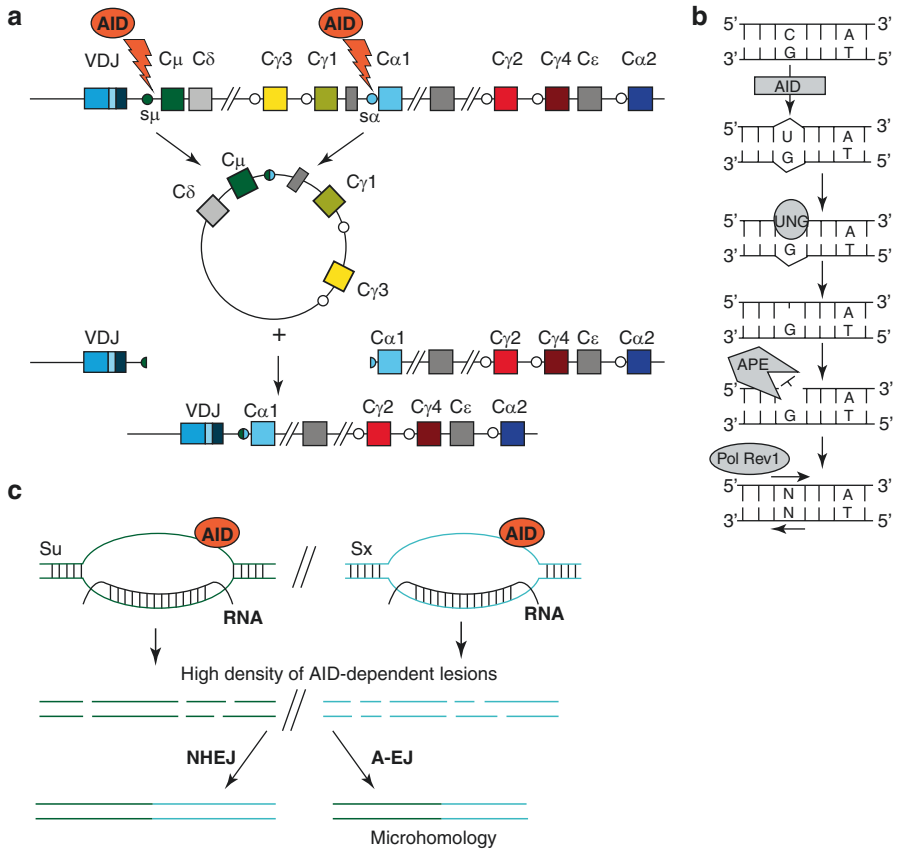 a
AID AID
VDJ Cμ Cδ Cγ3 Cγ1 Cα1 Cγ2 Cγ4 Cε Cα2
sμ sα
Cμ
Cδ Cγ1
Cγ3
+
VDJ Cα1 Cγ2 Cγ4 Cε Cα2
VDJ Cα1 Cγ2 Cγ4 Cε Cα2
b
5’ C A 3’
3’ G T 5’
AID
5’ U A 3’
3’ G T 5’
UNG
5’ A 3’
3’ G T 5’
5’ A 3’
3’ G T 5’
APE
5’ A 3’
3’ G T 5’
Pol Rev1
5’ N A 3’
3’ N T 5’
c
AID AID
Su Sx
RNA RNA
High density of AID-dependent lesions
NHEJ A-EJ
Microhomology